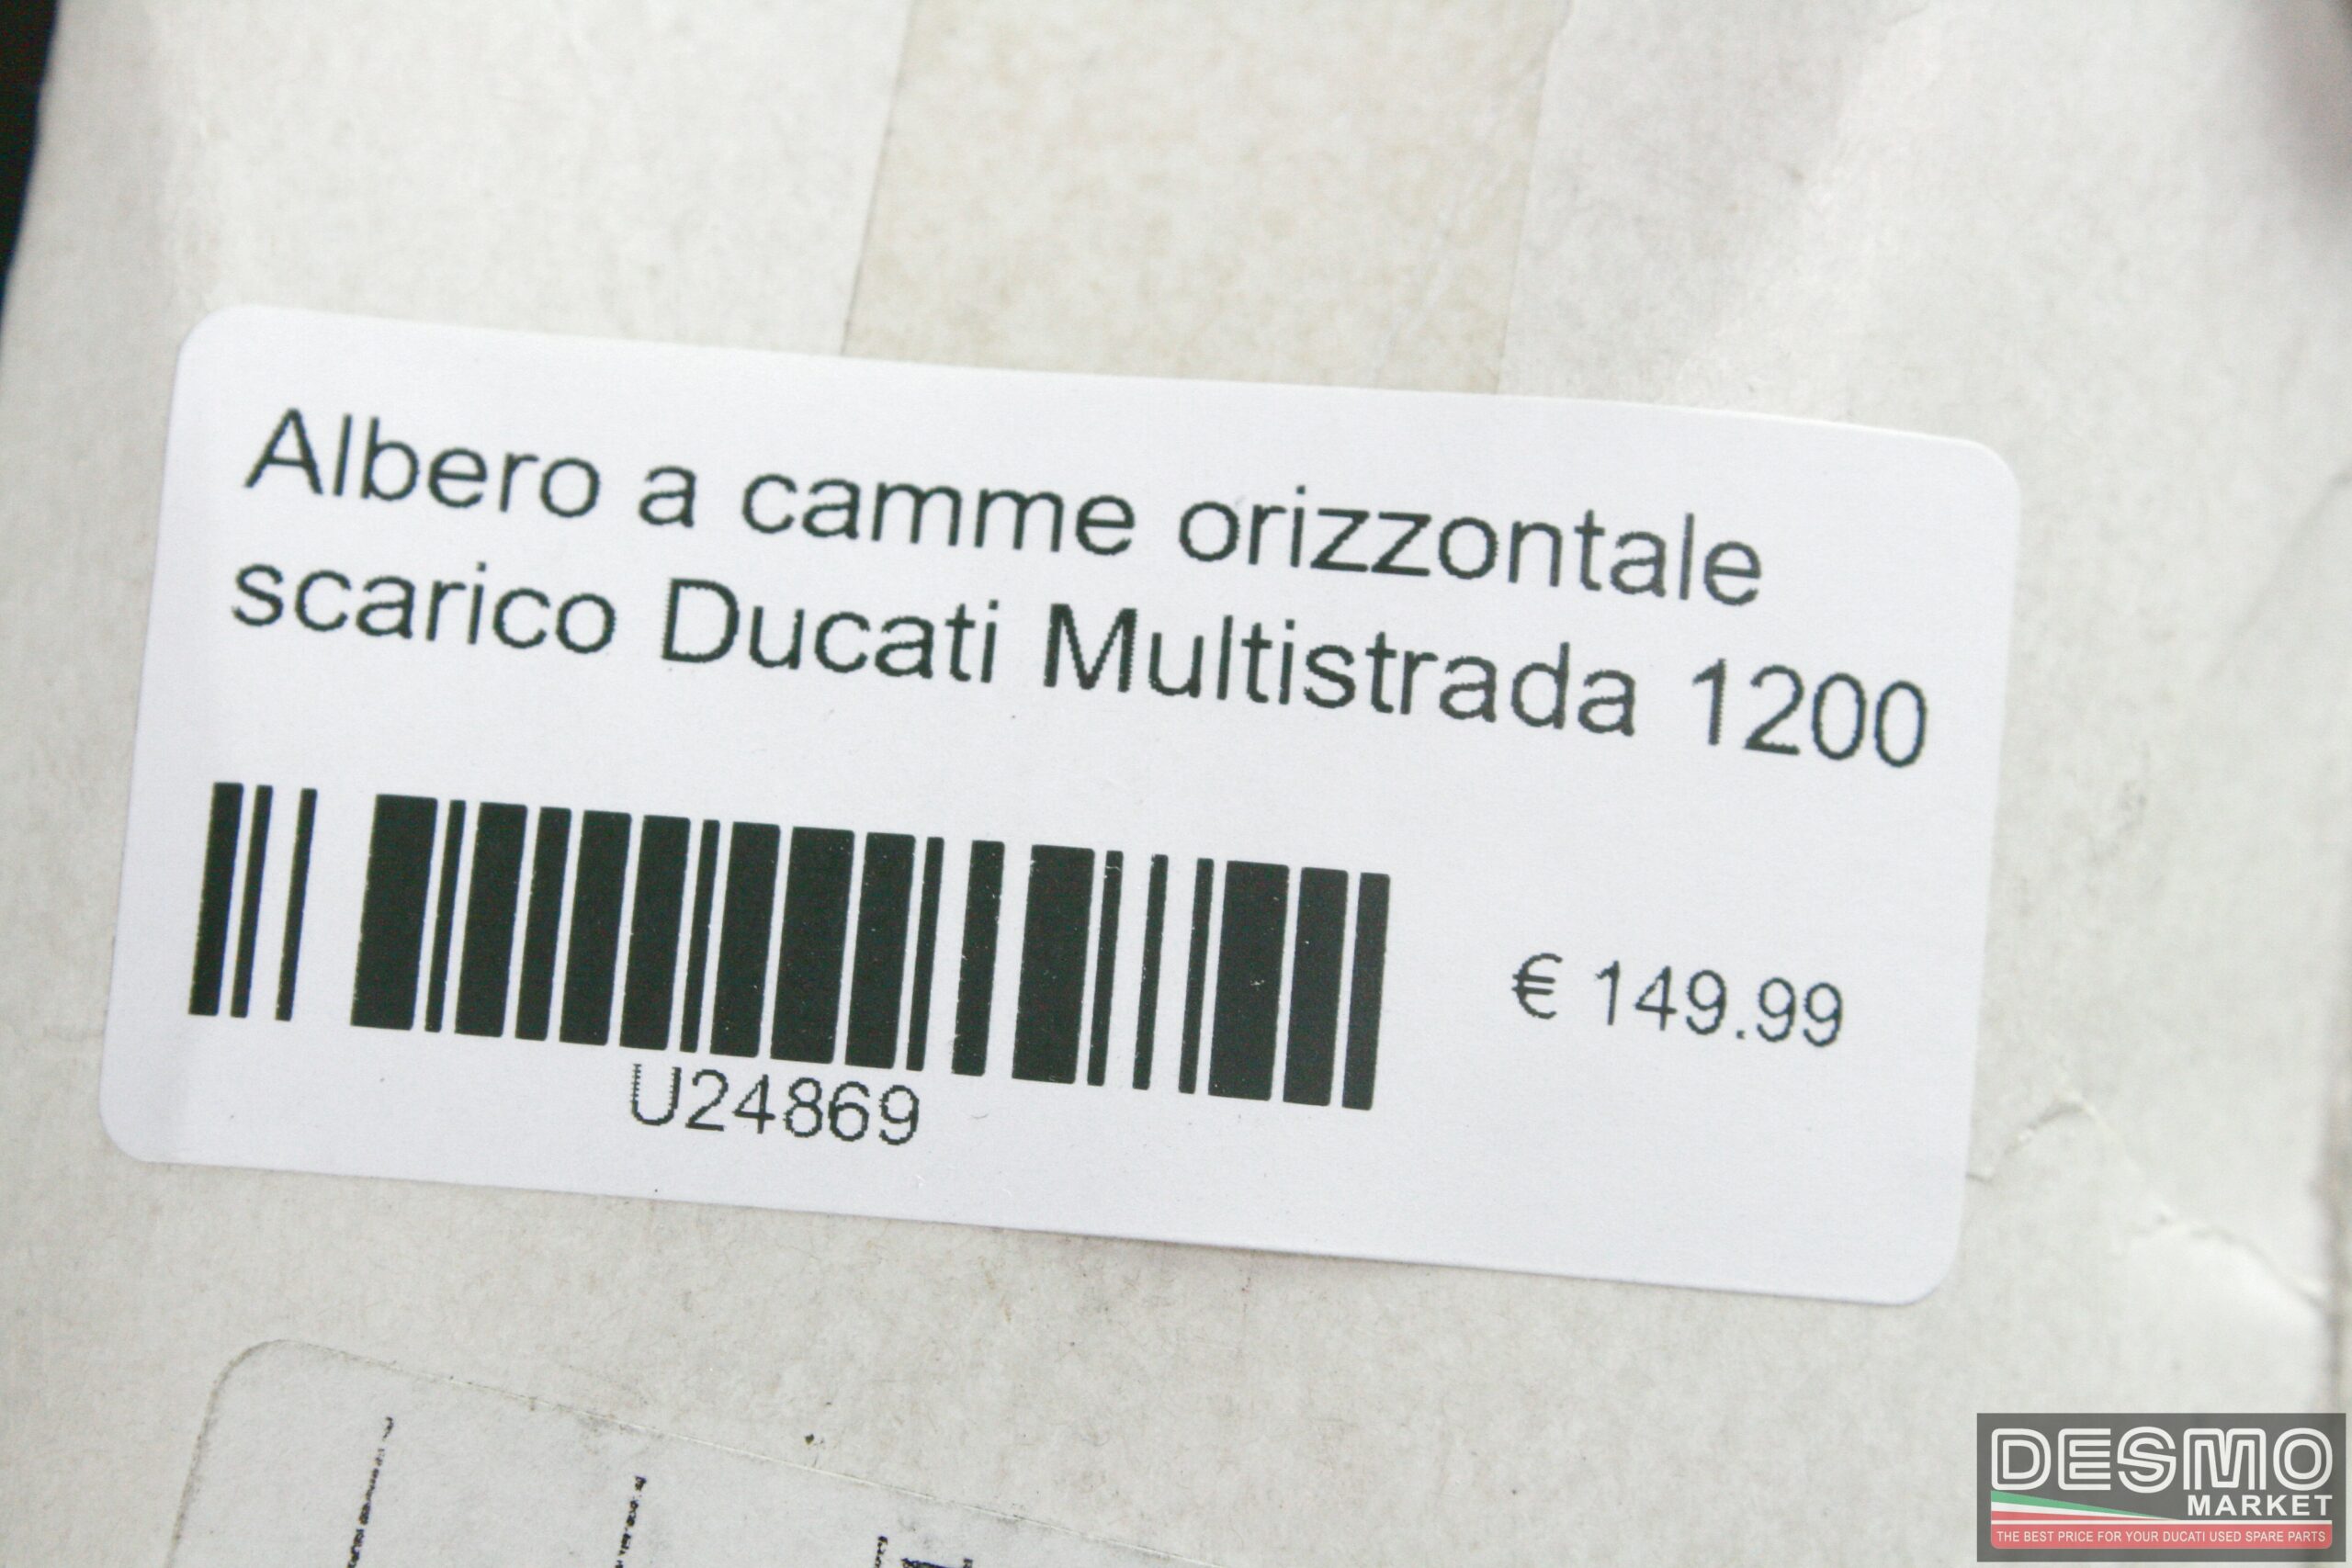 Albero a camme orizzontale
scarico Ducati Multistrada 1200
€ 149.99
U24869
DESMO
MARKET
THE BEST PRICE FOR YOUR DUCATI USED SPARE PARTS